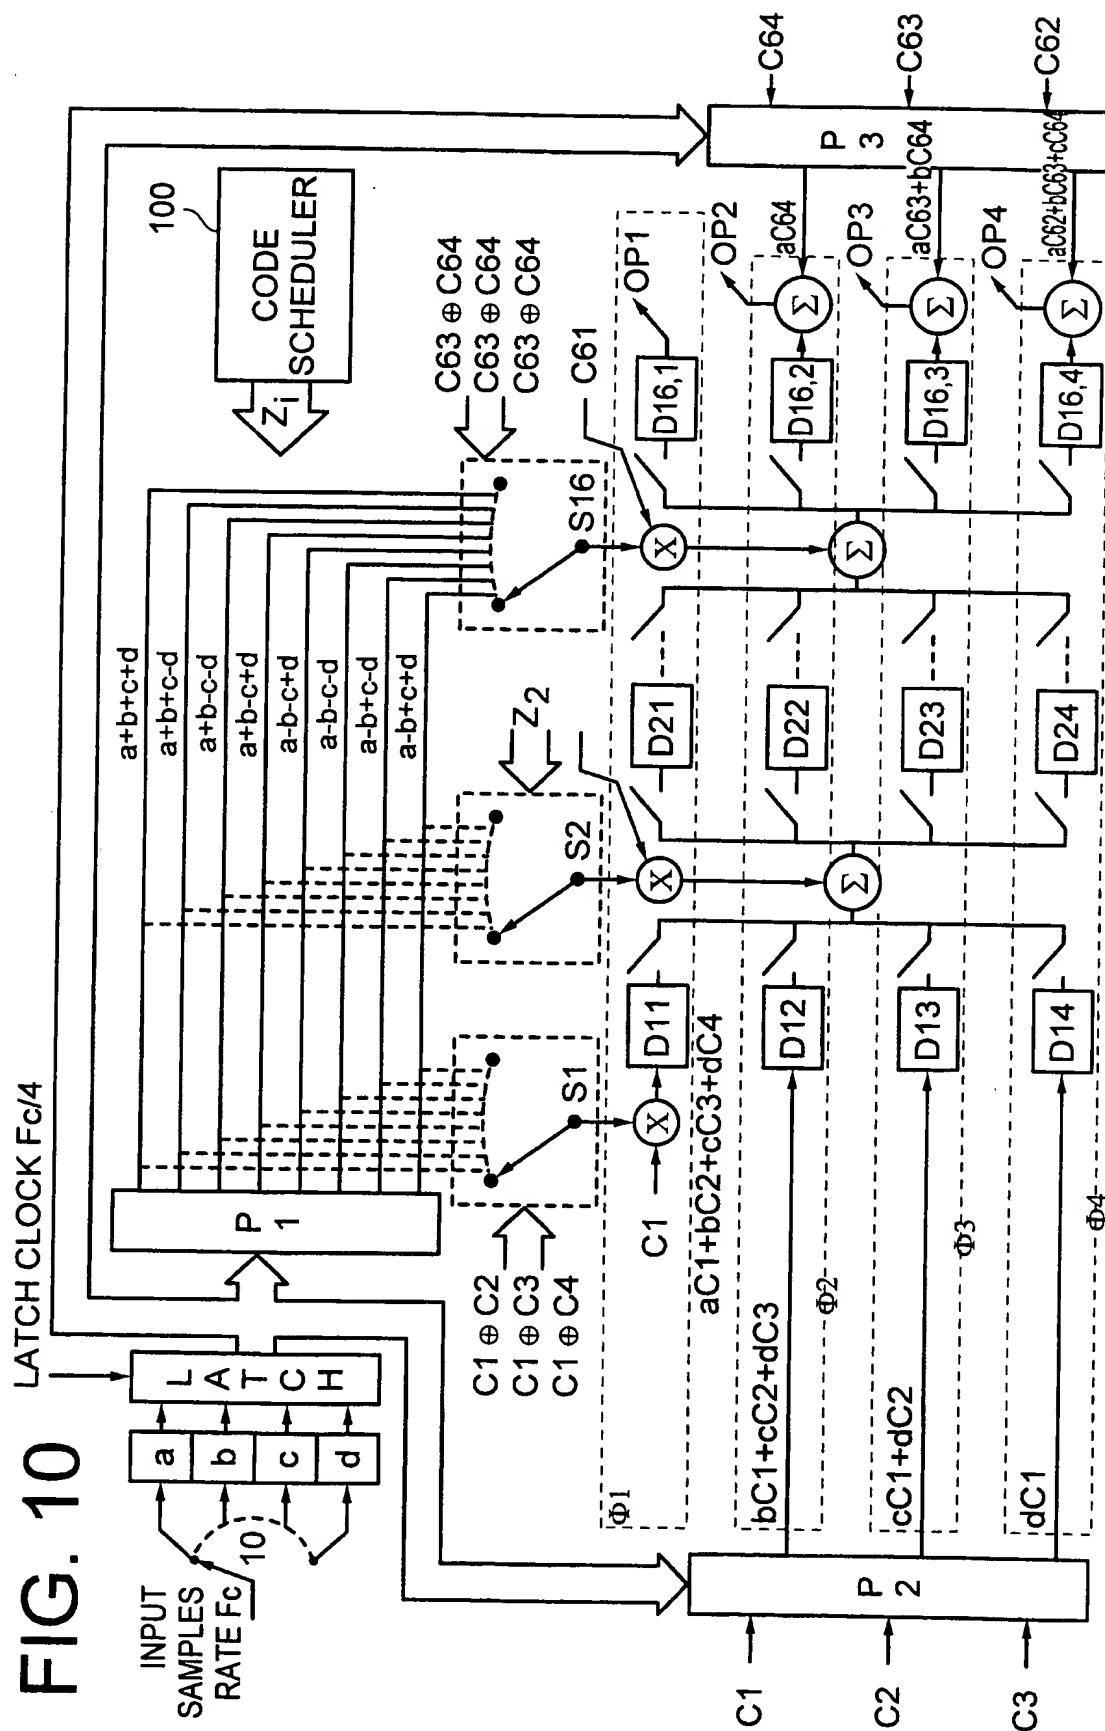 FIG. 10
INPUT
SAMPLES
RATE Fc
10
a
b
c
d
LATCH CLOCK Fc/4
L
A
T
C
H
P
1
a+b+c+d
a+b+c-d
a+b-c-d
a+b-c+d
a-b-c+d
a-b-c-d
a-b+c-d
a-b+c+d
100
CODE
SCHEDULER
Zi
C1 ⊕ C2
C1 ⊕ C3
C1 ⊕ C4
S1
Z2
S2
C63 ⊕ C64
C63 ⊕ C64
C63 ⊕ C64
S16
C61
Φ1
C1
X
D11
X
D21
X
D16,1
OP1
aC1+bC2+cC3+dC4
bC1+cC2+dC3
Φ2
D12
Σ
D22
Σ
D16,2
Σ
OP2
aC64
cC1+dC2
Φ3
D13
D23
D16,3
Σ
OP3
aC63+bC64
dC1
Φ4
D14
D24
D16,4
Σ
OP4
aC62+bC63+cC64
P
2
C1
C2
C3
P
3
C64
C63
C62